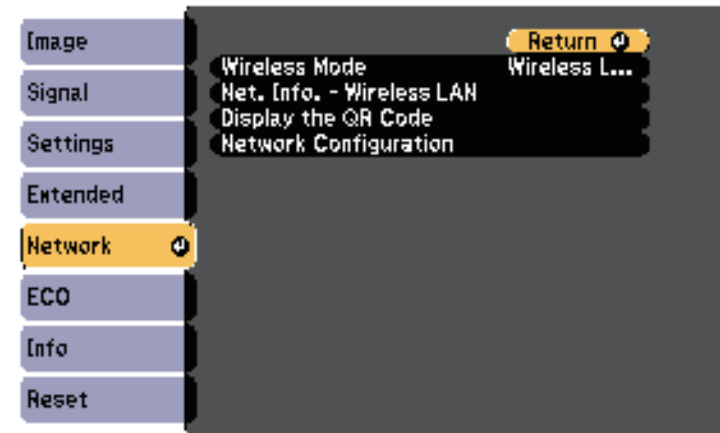 Image
Signal
Settings
Extended
Network
ECO
Info
Reset
Return
Wireless Mode Wireless L...
Net. Info. - Wireless LAN
Display the QR Code
Network Configuration